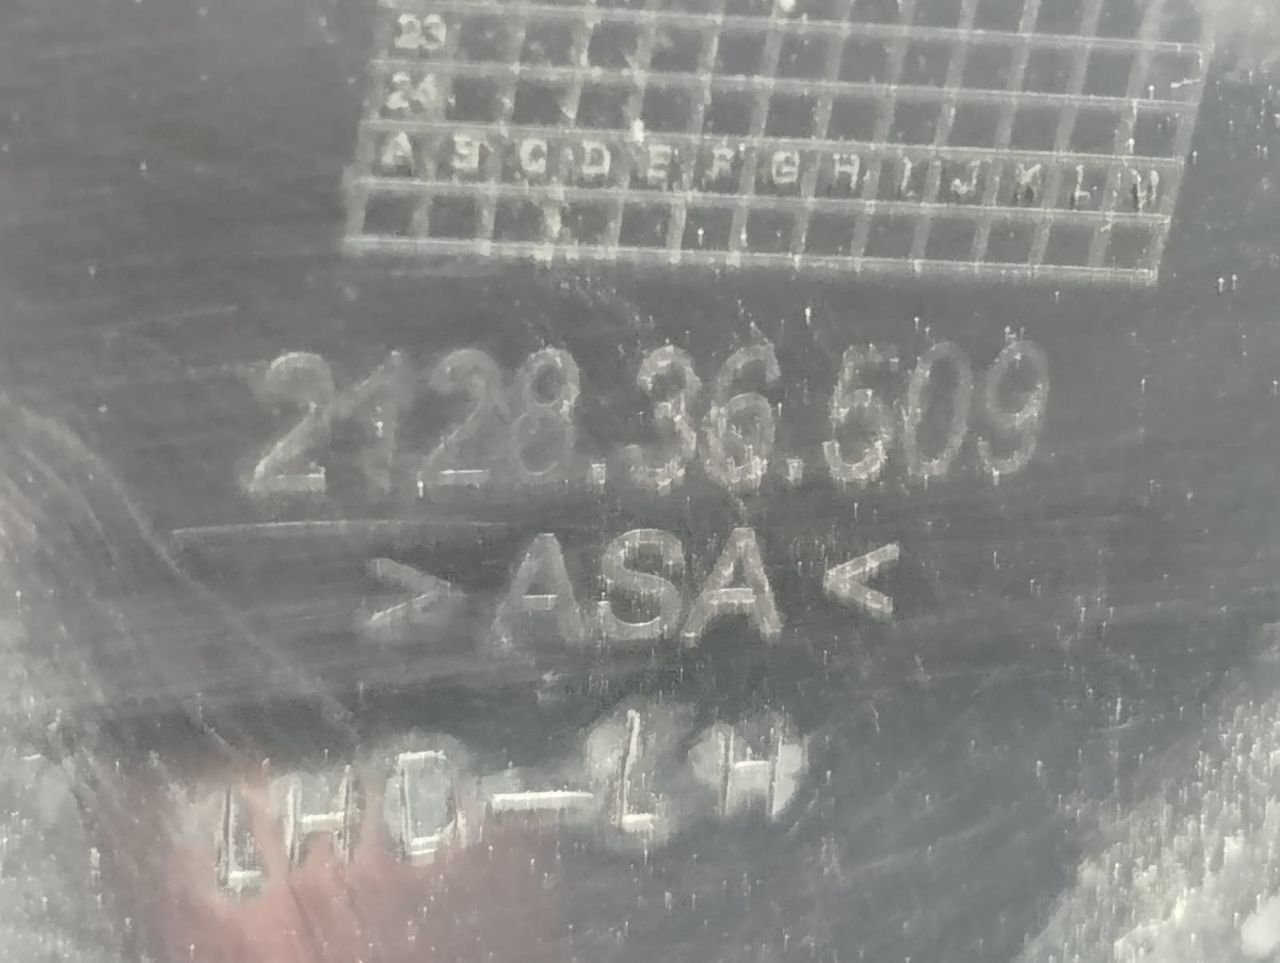 23
24
A B C D E F G H I J K L M
2128.36.509
>ASA<
LHD-LH